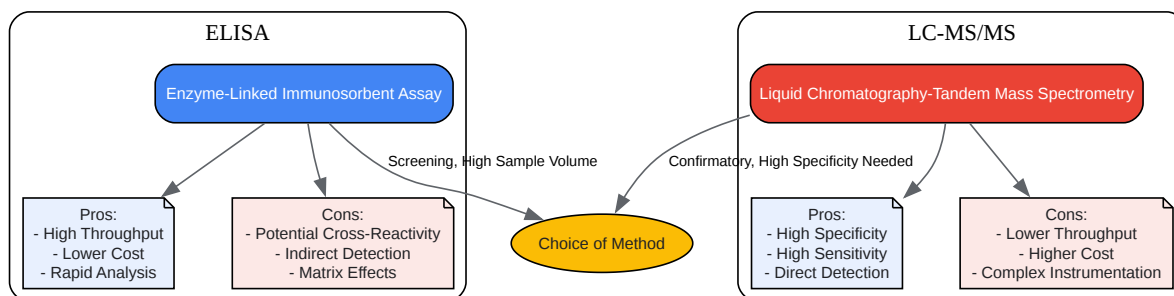 ELISA
Enzyme-Linked Immunosorbent Assay
Pros:
- High Throughput
- Lower Cost
- Rapid Analysis
Cons:
- Potential Cross-Reactivity
- Indirect Detection
- Matrix Effects
Screening, High Sample Volume
Choice of Method
LC-MS/MS
Liquid Chromatography-Tandem Mass Spectrometry
Confirmatory, High Specificity Needed
Pros:
- High Specificity
- High Sensitivity
- Direct Detection
Cons:
- Lower Throughput
- Higher Cost
- Complex Instrumentation